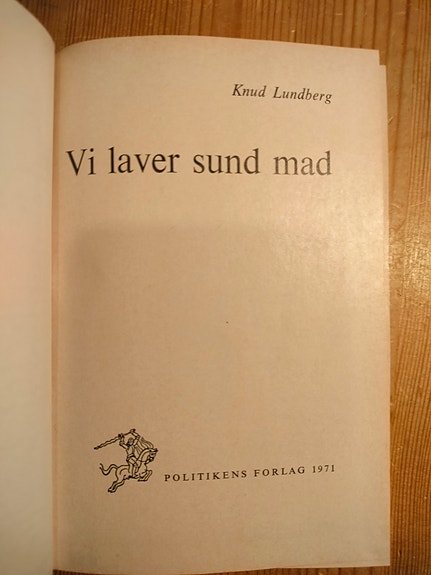 Knud Lundberg
Vi laver sund mad
POLITIKENS FORLAG 1971